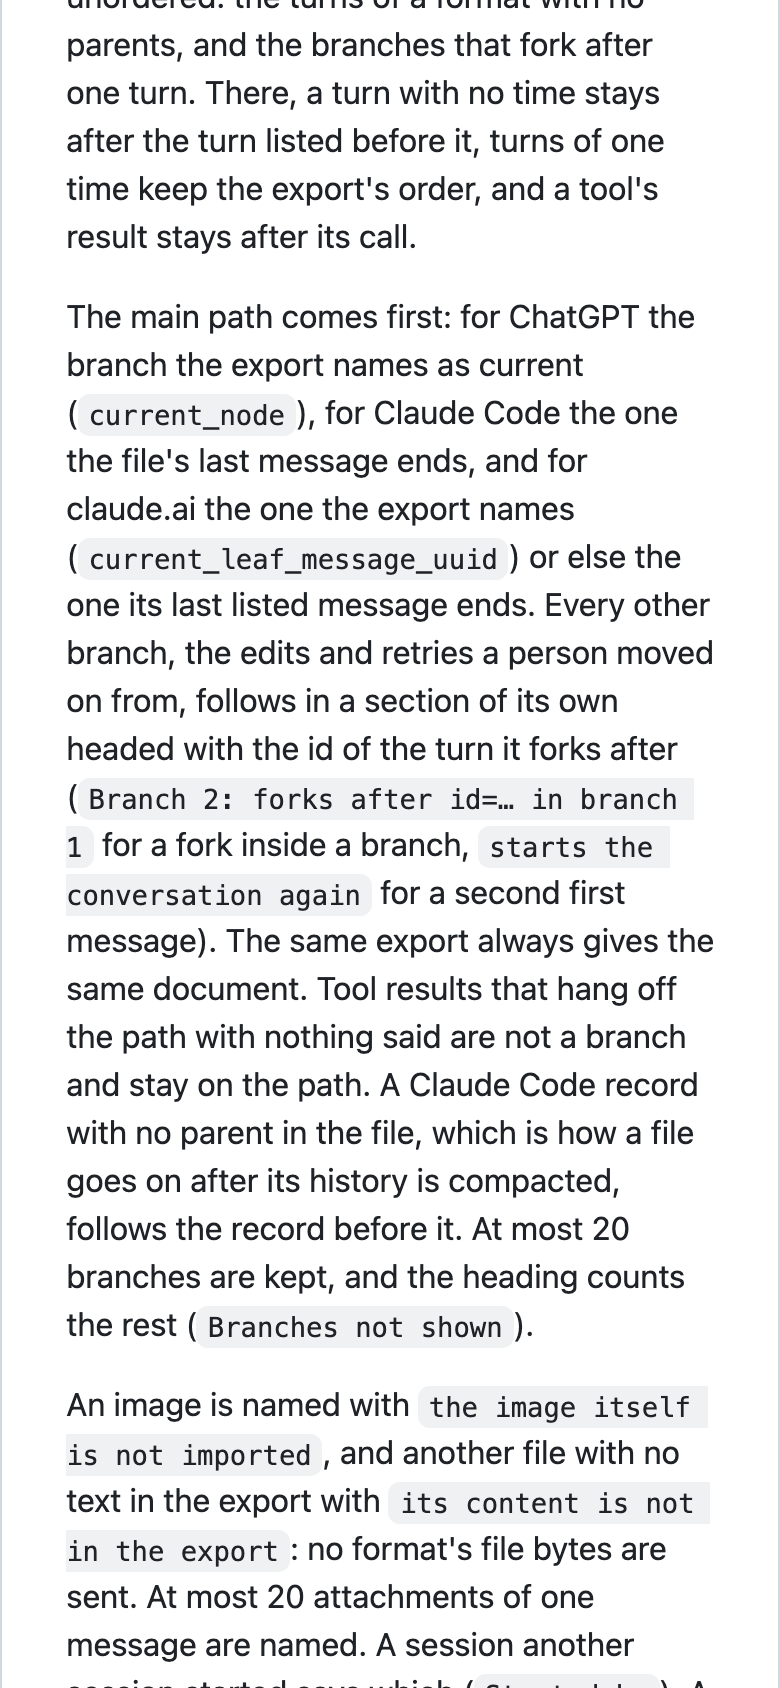 parents, and the branches that fork after
one turn. There, a turn with no time stays
after the turn listed before it, turns of one
time keep the export's order, and a tool's
result stays after its call.
The main path comes first: for ChatGPT the
branch the export names as current
(current_node), for Claude Code the one
the file's last message ends, and for
claude.ai the one the export names
(current_leaf_message_uuid) or else the
one its last listed message ends. Every other
branch, the edits and retries a person moved
on from, follows in a section of its own
headed with the id of the turn it forks after
(Branch 2: forks after id=… in branch
1 for a fork inside a branch, starts the
conversation again for a second first
message). The same export always gives the
same document. Tool results that hang off
the path with nothing said are not a branch
and stay on the path. A Claude Code record
with no parent in the file, which is how a file
goes on after its history is compacted,
follows the record before it. At most 20
branches are kept, and the heading counts
the rest (Branches not shown).
An image is named with the image itself
is not imported, and another file with no
text in the export with its content is not
in the export: no format's file bytes are
sent. At most 20 attachments of one
message are named. A session another